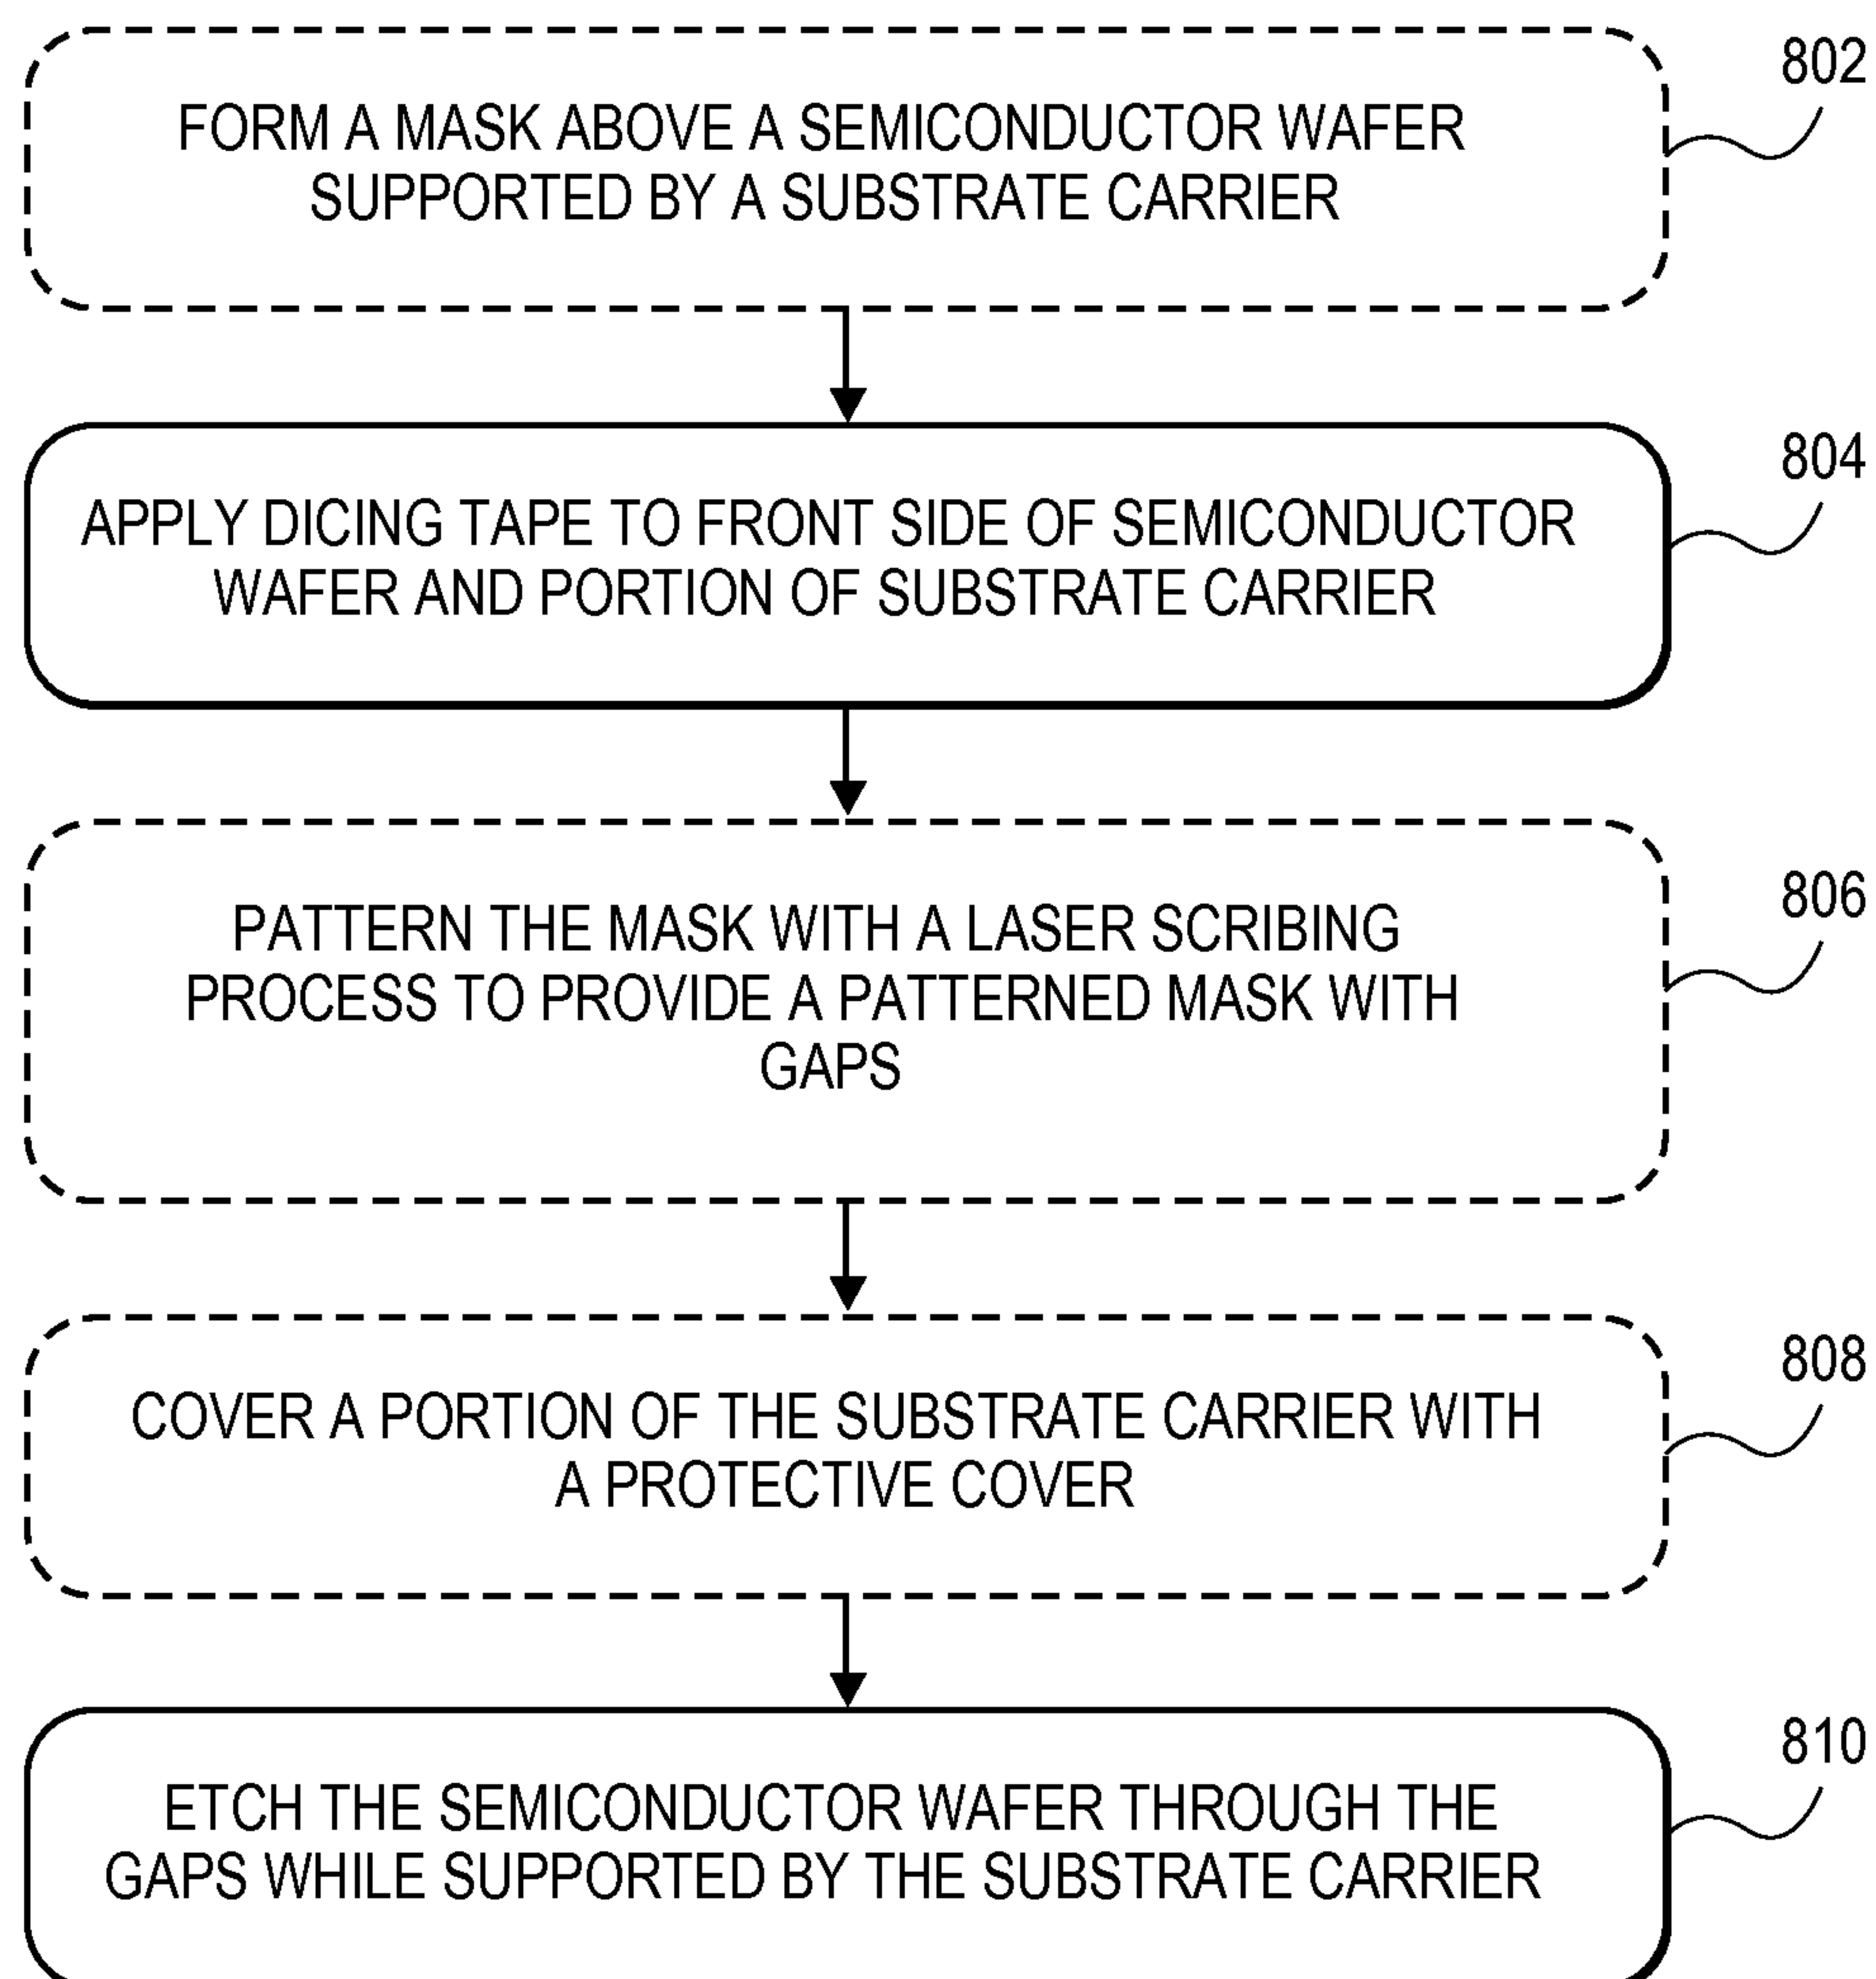 802
FORM A MASK ABOVE A SEMICONDUCTOR WAFER
SUPPORTED BY A SUBSTRATE CARRIER
804
APPLY DICING TAPE TO FRONT SIDE OF SEMICONDUCTOR
WAFER AND PORTION OF SUBSTRATE CARRIER
806
PATTERN THE MASK WITH A LASER SCRIBING
PROCESS TO PROVIDE A PATTERNED MASK WITH
GAPS
808
COVER A PORTION OF THE SUBSTRATE CARRIER WITH
A PROTECTIVE COVER
810
ETCH THE SEMICONDUCTOR WAFER THROUGH THE
GAPS WHILE SUPPORTED BY THE SUBSTRATE CARRIER